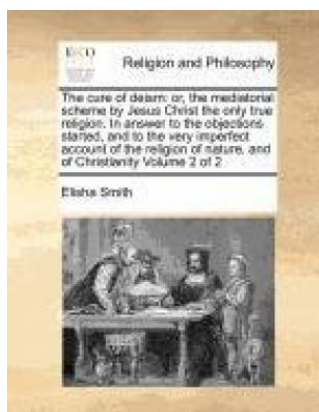 ECCO
Religion and Philosophy
The cure of deism: or, the mediatorial
scheme by Jesus Christ the only true
religion. In answer to the objections
started, and to the very imperfect
account of the religion of nature, and
of Christianity Volume 2 of 2
Elisha Smith